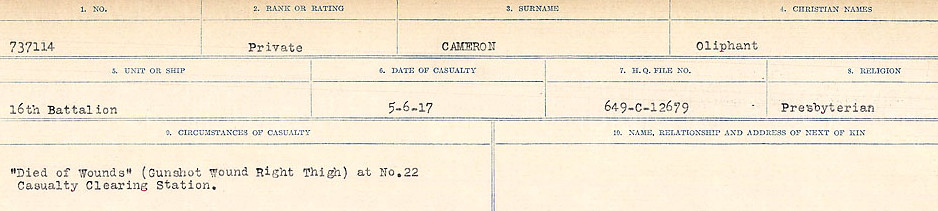 1. NO. 2. RANK OR RATING 3. SURNAME 4. CHRISTIAN NAMES
737114 Private CAMERON Oliphant
5. UNIT OR SHIP 6. DATE OF CASUALTY 7. H.Q. FILE NO. 8. RELIGION
16th Battalion 5-6-17 649-C-12679 Presbyterian
9. CIRCUMSTANCES OF CASUALTY 10. NAME, RELATIONSHIP AND ADDRESS OF NEXT OF KIN
"Died of Wounds" (Gunshot Wound Right Thigh) at No.22
Casualty Clearing Station.